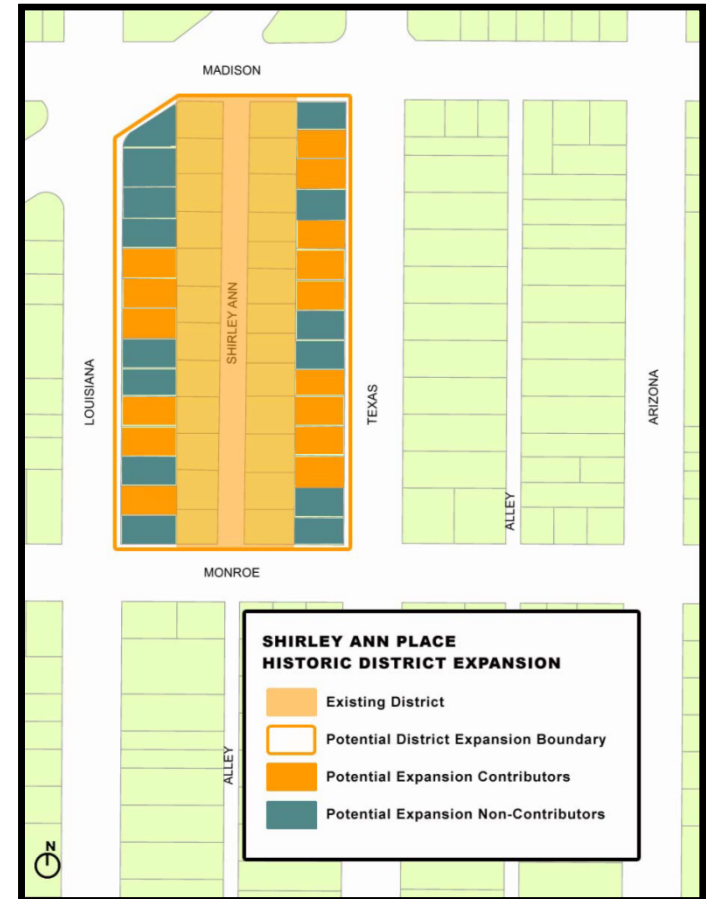 MADISON
LOUISIANA
SHIRLEY ANN
TEXAS
ARIZONA
ALLEY
MONROE
ALLEY
SHIRLEY ANN PLACE
HISTORIC DISTRICT EXPANSION
Existing District
Potential District Expansion Boundary
Potential Expansion Contributors
Potential Expansion Non-Contributors
N